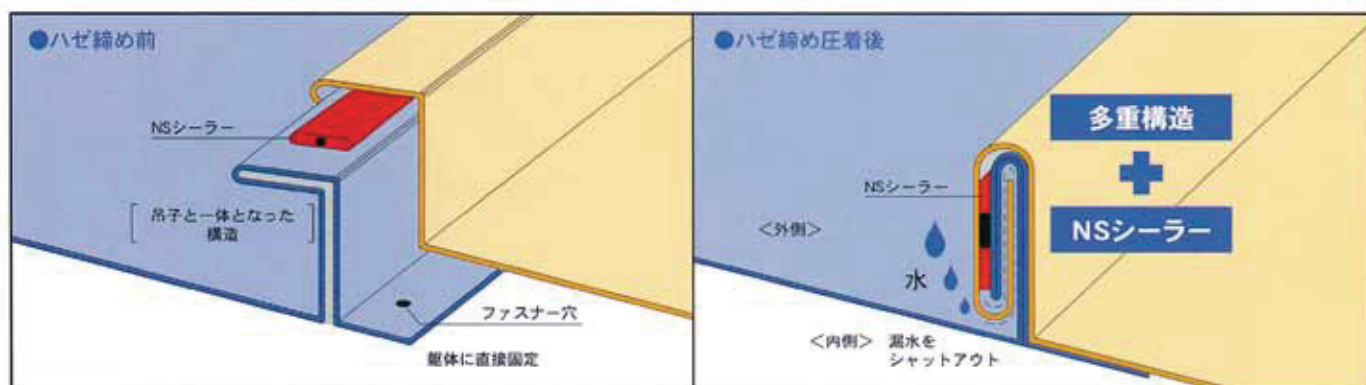 ●ハゼ締め前
NSシーラー
吊子と一体となった
構造
ファスナー穴
躯体に直接固定
●ハゼ締め圧着後
多重構造
NSシーラー
NSシーラー
＜外側＞
水
＜内側＞ 漏水を
シャットアウト